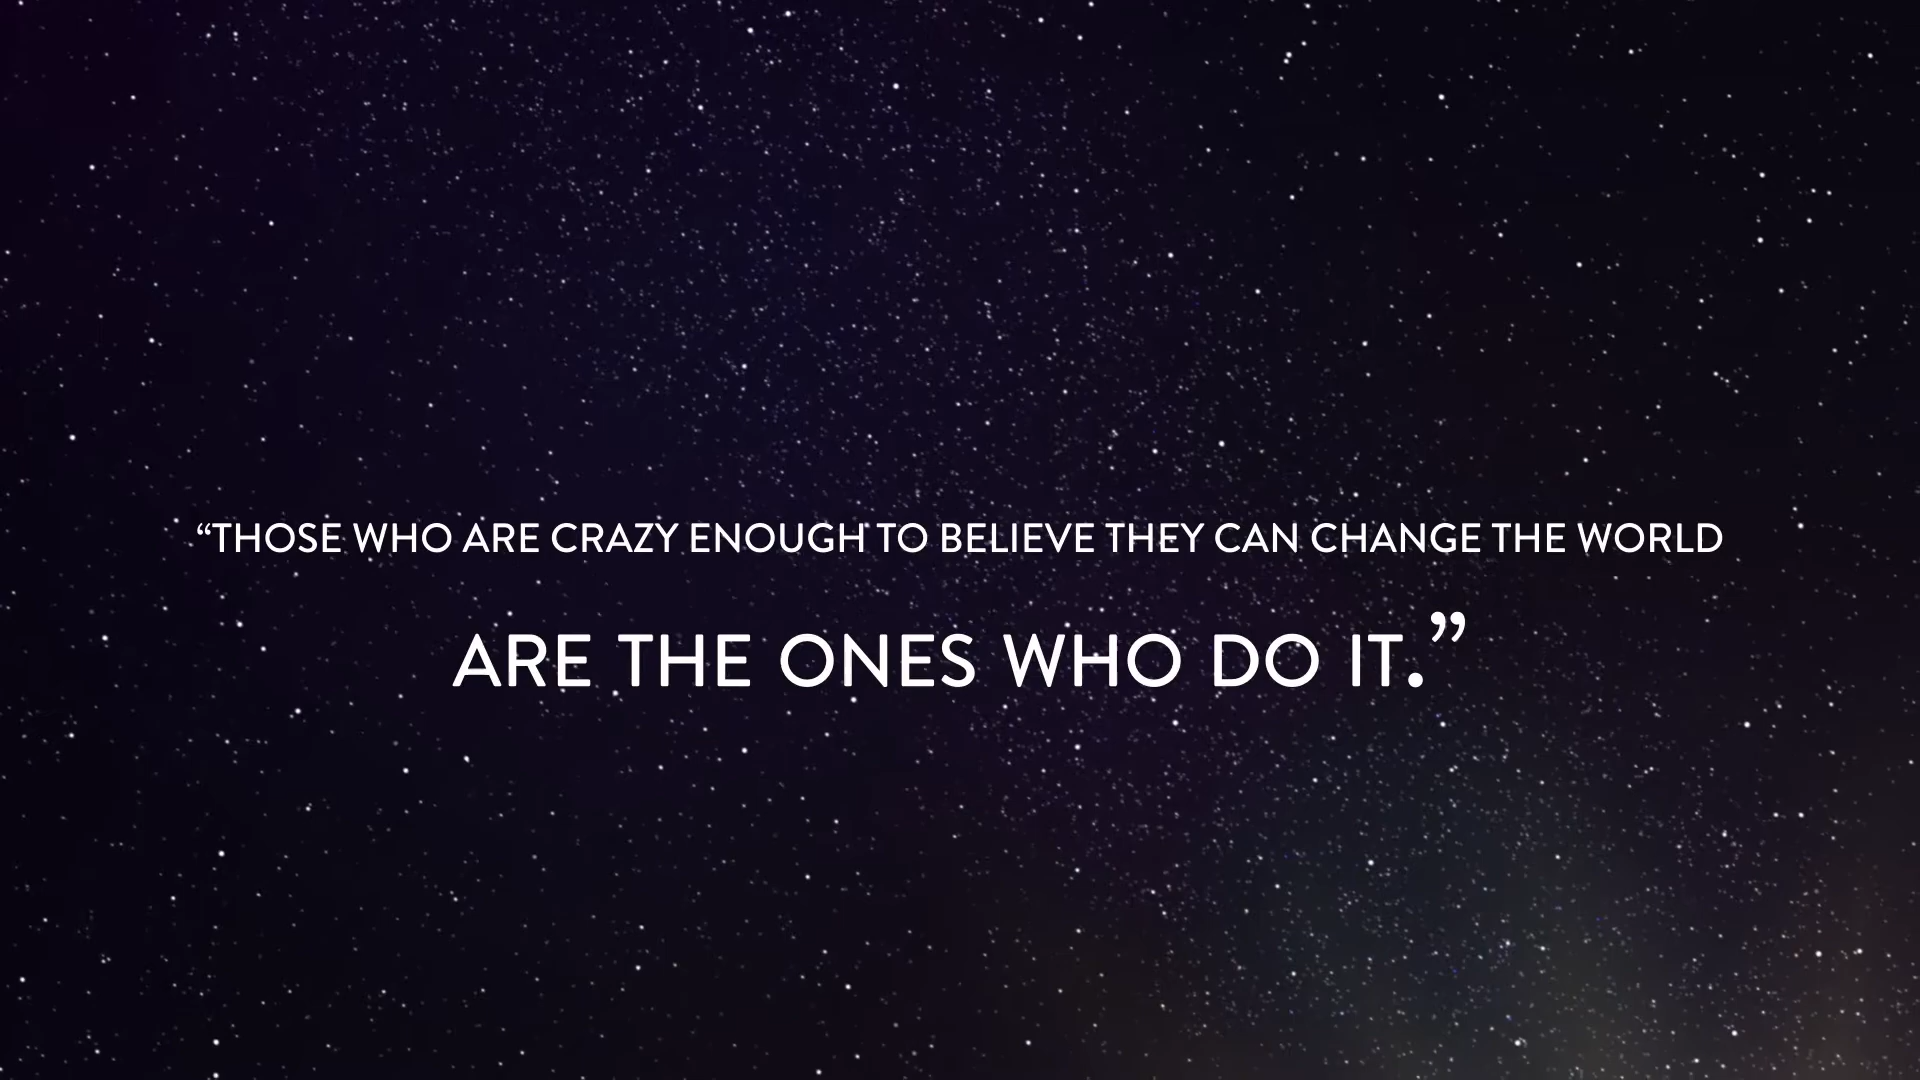 “THOSE WHO ARE CRAZY ENOUGH TO BELIEVE THEY CAN CHANGE THE WORLD
ARE THE ONES WHO DO IT.”